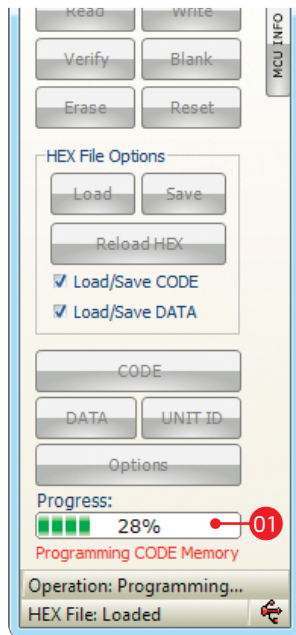 Read Write
MCU INFO
Verify Blank
Erase Reset
HEX File Options
Load Save
Reload HEX
Load/Save CODE
Load/Save DATA
CODE
DATA UNIT ID
Options
Progress:
28%
01
Programming CODE Memory
Operation: Programming...
HEX File: Loaded